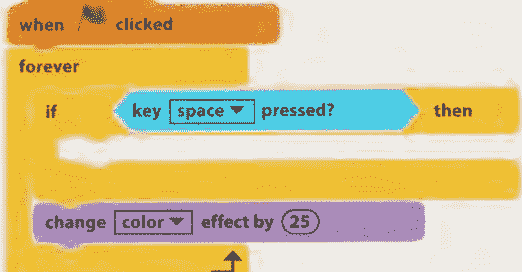 when clicked
forever
if key space pressed? then
change color effect by 25